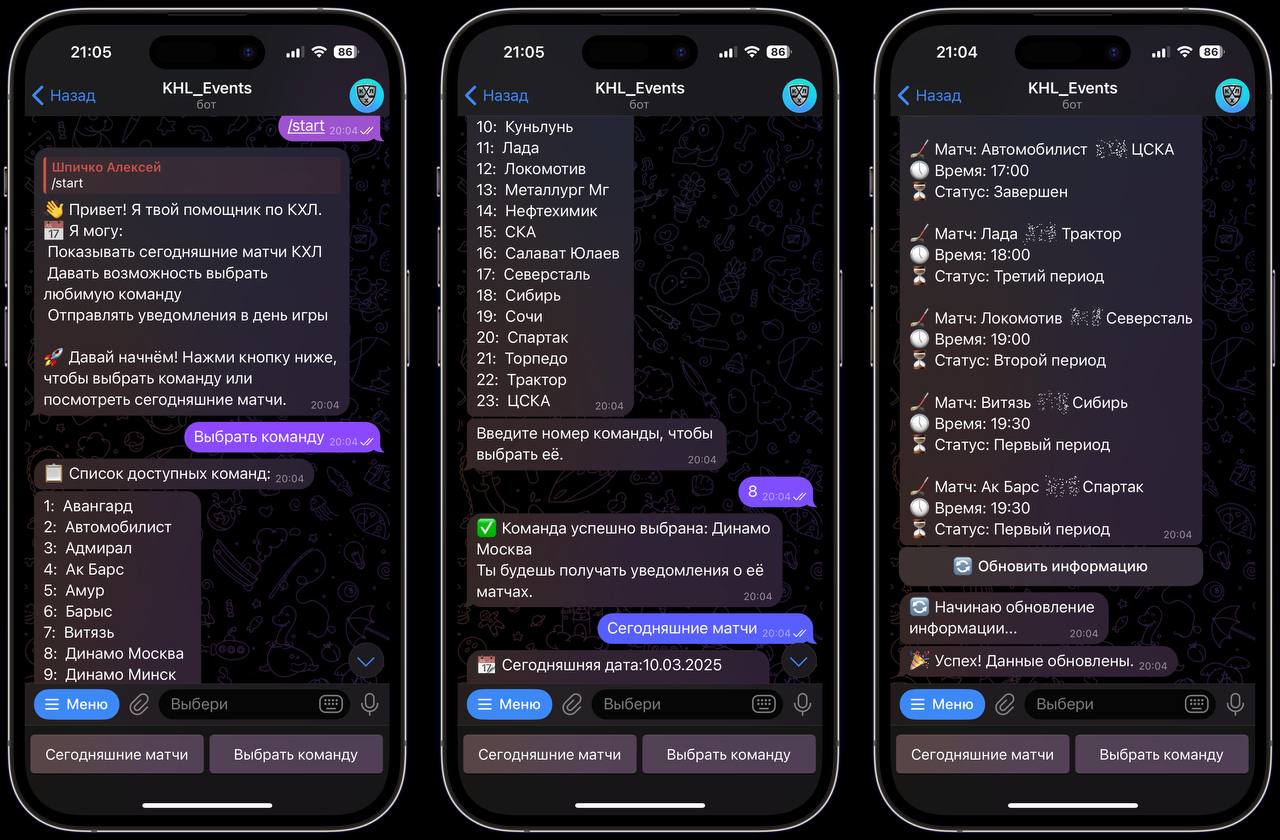 21:05
86
Назад
KHL_Events
бот
/start 20:04
Шпичко Алексей
/start
👋 Привет! Я твой помощник по КХЛ.
📅 Я могу:
Показывать сегодняшние матчи КХЛ
Давать возможность выбрать
любимую команду
Отправлять уведомления в день игры
🚀 Давай начнём! Нажми кнопку ниже,
чтобы выбрать команду или
посмотреть сегодняшние матчи. 20:04
Выбрать команду 20:04
📋 Список доступных команд: 20:04
1: Авангард
2: Автомобилист
3: Адмирал
4: Ак Барс
5: Амур
6: Барыс
7: Витязь
8: Динамо Москва
9: Динамо Минск
Меню
Выбери
Сегодняшние матчи
Выбрать команду
21:05
86
Назад
KHL_Events
бот
10: Куньлунь
11: Лада
12: Локомотив
13: Металлург Мг
14: Нефтехимик
15: СКА
16: Салават Юлаев
17: Северсталь
18: Сибирь
19: Сочи
20: Спартак
21: Торпедо
22: Трактор
23: ЦСКА 20:04
Введите номер команды, чтобы
выбрать её. 20:04
8 20:04
✅ Команда успешно выбрана: Динамо
Москва
Ты будешь получать уведомления о её
матчах. 20:04
Сегодняшние матчи 20:04
📅 Сегодняшняя дата:10.03.2025
Меню
Выбери
Сегодняшние матчи
Выбрать команду
21:04
86
Назад
KHL_Events
бот
🏒 Матч: Автомобилист ЦСКА
🕔 Время: 17:00
⏳ Статус: Завершен
🏒 Матч: Лада Трактор
🕔 Время: 18:00
⏳ Статус: Третий период
🏒 Матч: Локомотив Северсталь
🕔 Время: 19:00
⏳ Статус: Второй период
🏒 Матч: Витязь Сибирь
🕔 Время: 19:30
⏳ Статус: Первый период
🏒 Матч: Ак Барс Спартак
🕔 Время: 19:30
⏳ Статус: Первый период 20:04
🔄 Обновить информацию
🔄 Начинаю обновление
информации... 20:04
🎉 Успех! Данные обновлены. 20:04
Меню
Выбери
Сегодняшние матчи
Выбрать команду